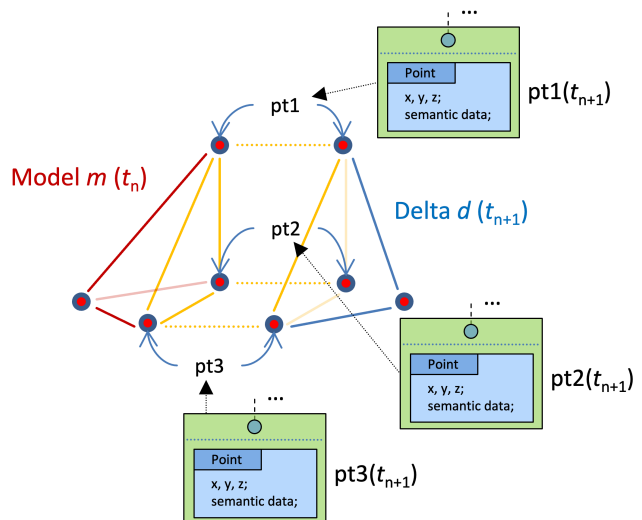 ...
Point
x, y, z;
semantic data;
pt1(tn+1)
pt1
Model m (tn)
Delta d (tn+1)
pt2
...
Point
x, y, z;
semantic data;
pt2(tn+1)
pt3
...
Point
x, y, z;
semantic data;
pt3(tn+1)